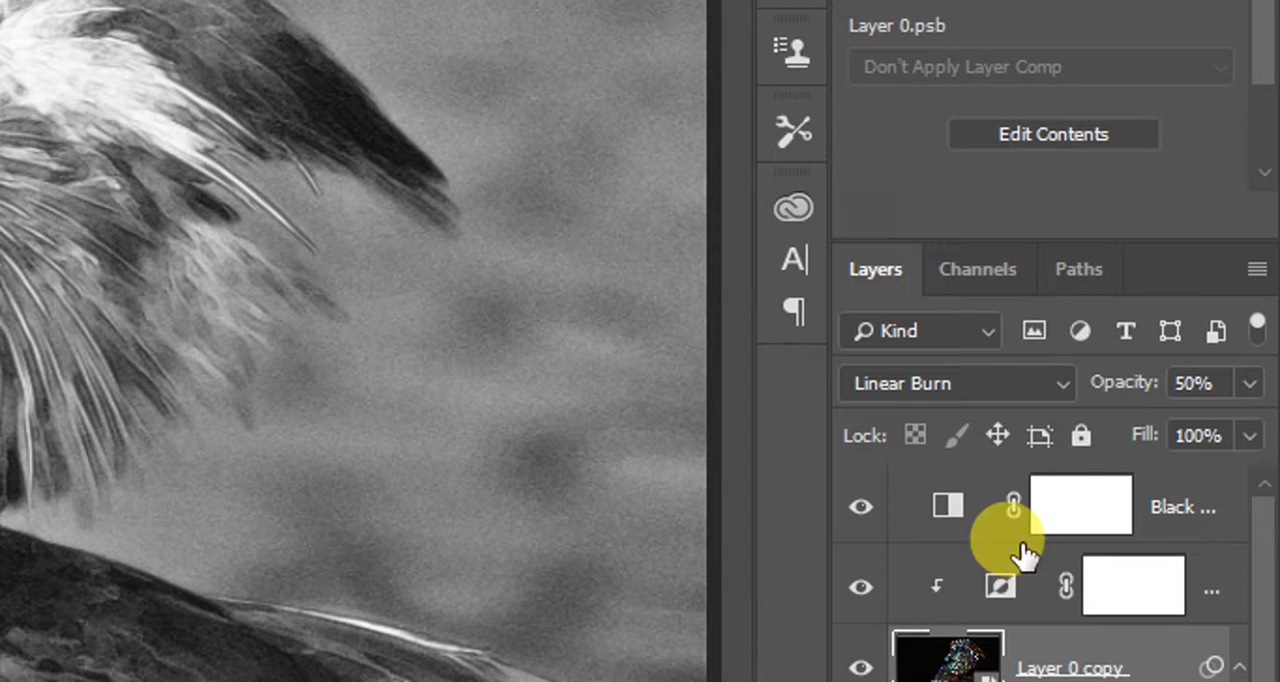 Layer 0.psb
Don't Apply Layer Comp
Edit Contents
A
Layers Channels Paths
Kind T
Linear Burn Opacity: 50%
Lock: Fill: 100%
Black ...
...
Layer 0 copy